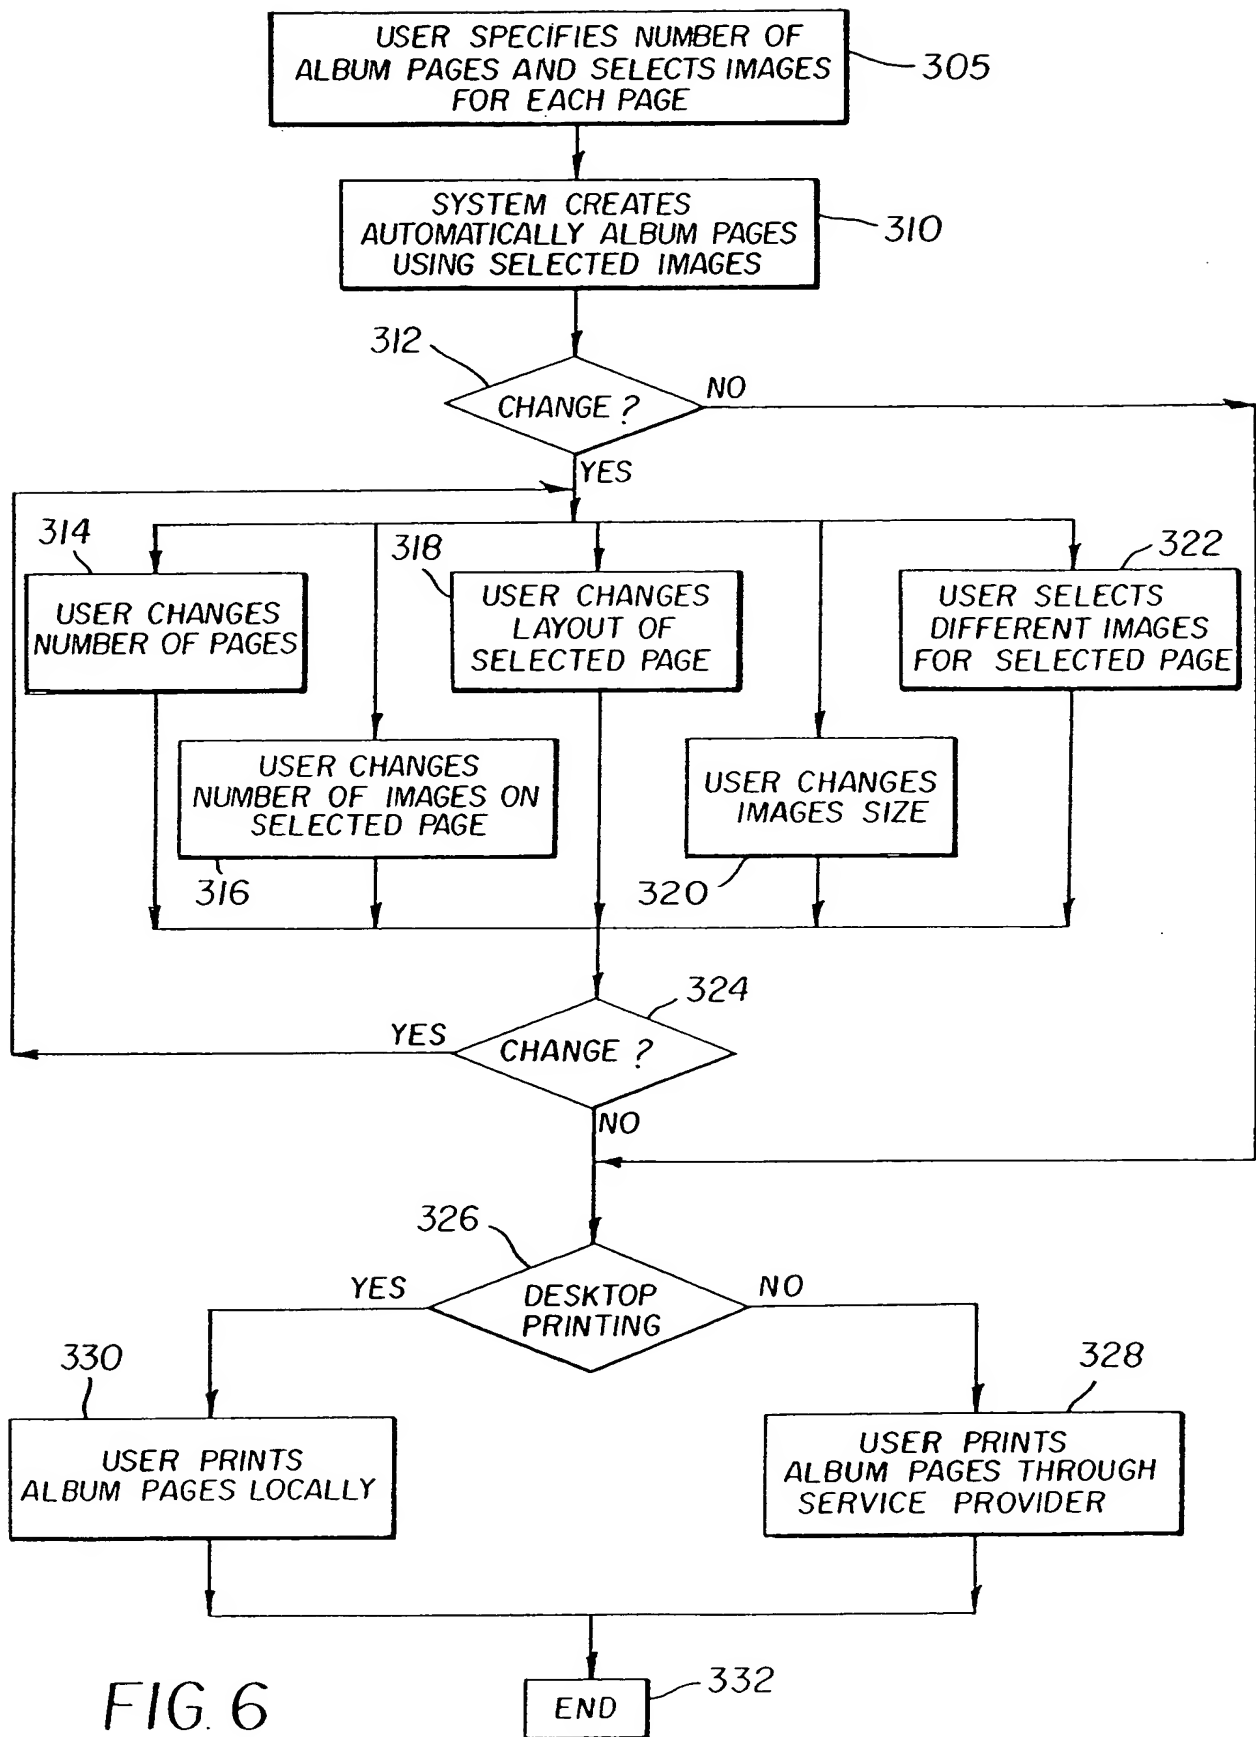 USER SPECIFIES NUMBER OF
ALBUM PAGES AND SELECTS IMAGES
FOR EACH PAGE
305
SYSTEM CREATES
AUTOMATICALLY ALBUM PAGES
USING SELECTED IMAGES
310
312
CHANGE?
NO
YES
314
USER CHANGES
NUMBER OF PAGES
318
USER CHANGES
LAYOUT OF
SELECTED PAGE
322
USER SELECTS
DIFFERENT IMAGES
FOR SELECTED PAGE
USER CHANGES
NUMBER OF IMAGES ON
SELECTED PAGE
316
USER CHANGES
IMAGES SIZE
320
324
YES
CHANGE?
NO
326
YES
DESKTOP
PRINTING
NO
330
USER PRINTS
ALBUM PAGES LOCALLY
328
USER PRINTS
ALBUM PAGES THROUGH
SERVICE PROVIDER
END
332
FIG. 6